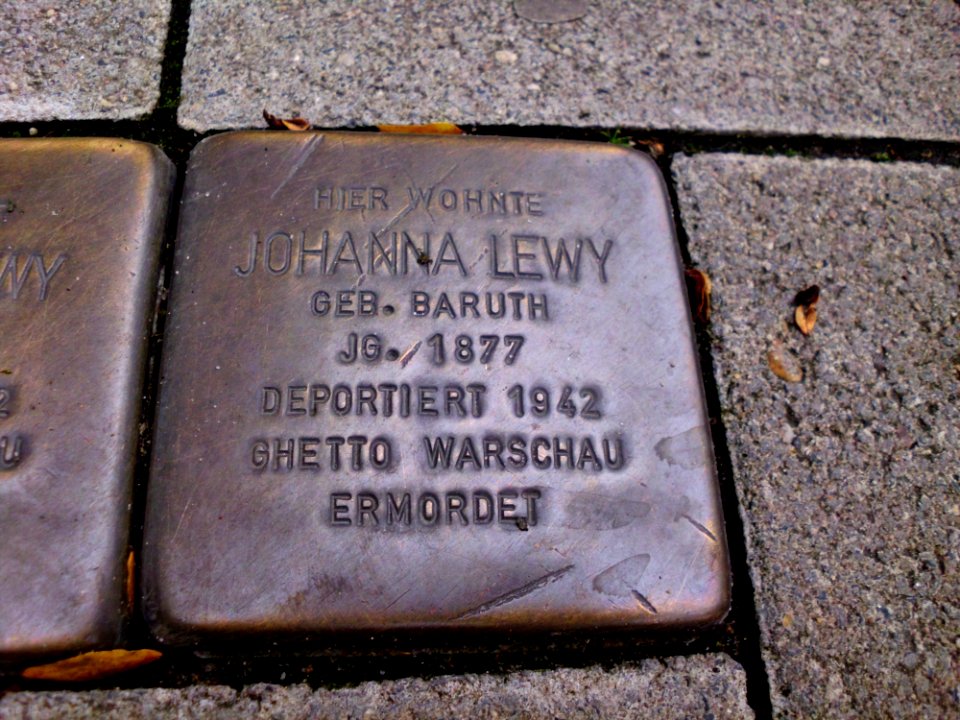 HIER WOHNTE
JOHANNA LEWY
GEB. BARUTH
JG. 1877
DEPORTIERT 1942
GHETTO WARSCHAU
ERMORDET